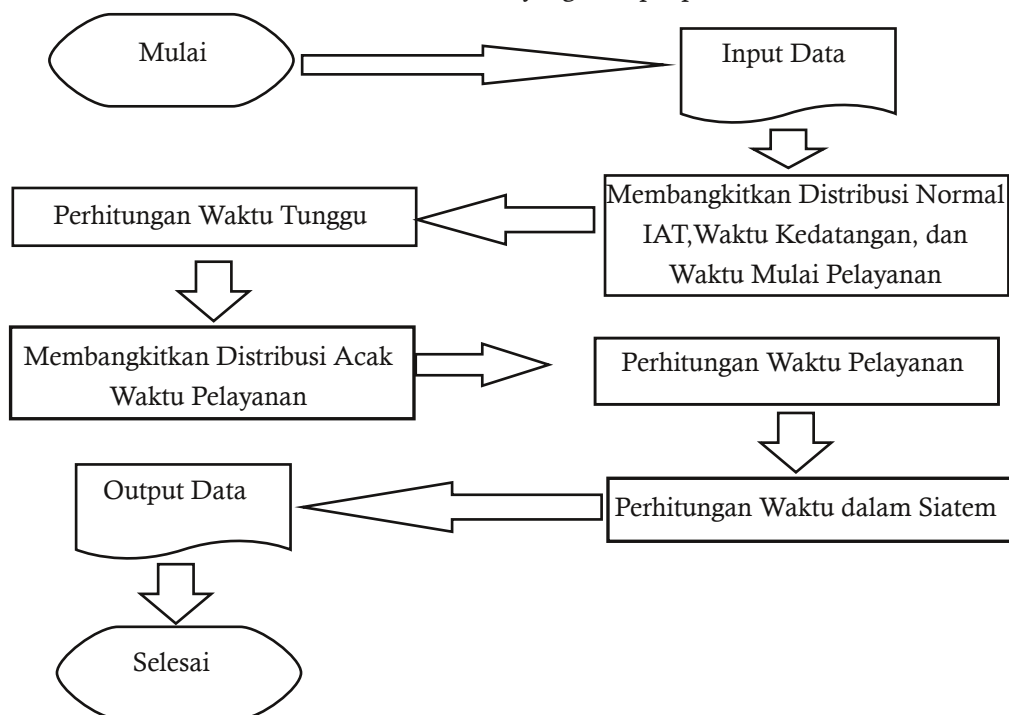 Mulai
Input Data
Membangkitkan Distribusi Normal
IAT,Waktu Kedatangan, dan
Waktu Mulai Pelayanan
Perhitungan Waktu Tunggu
Membangkitkan Distribusi Acak
Waktu Pelayanan
Perhitungan Waktu Pelayanan
Perhitungan Waktu dalam Siatem
Output Data
Selesai